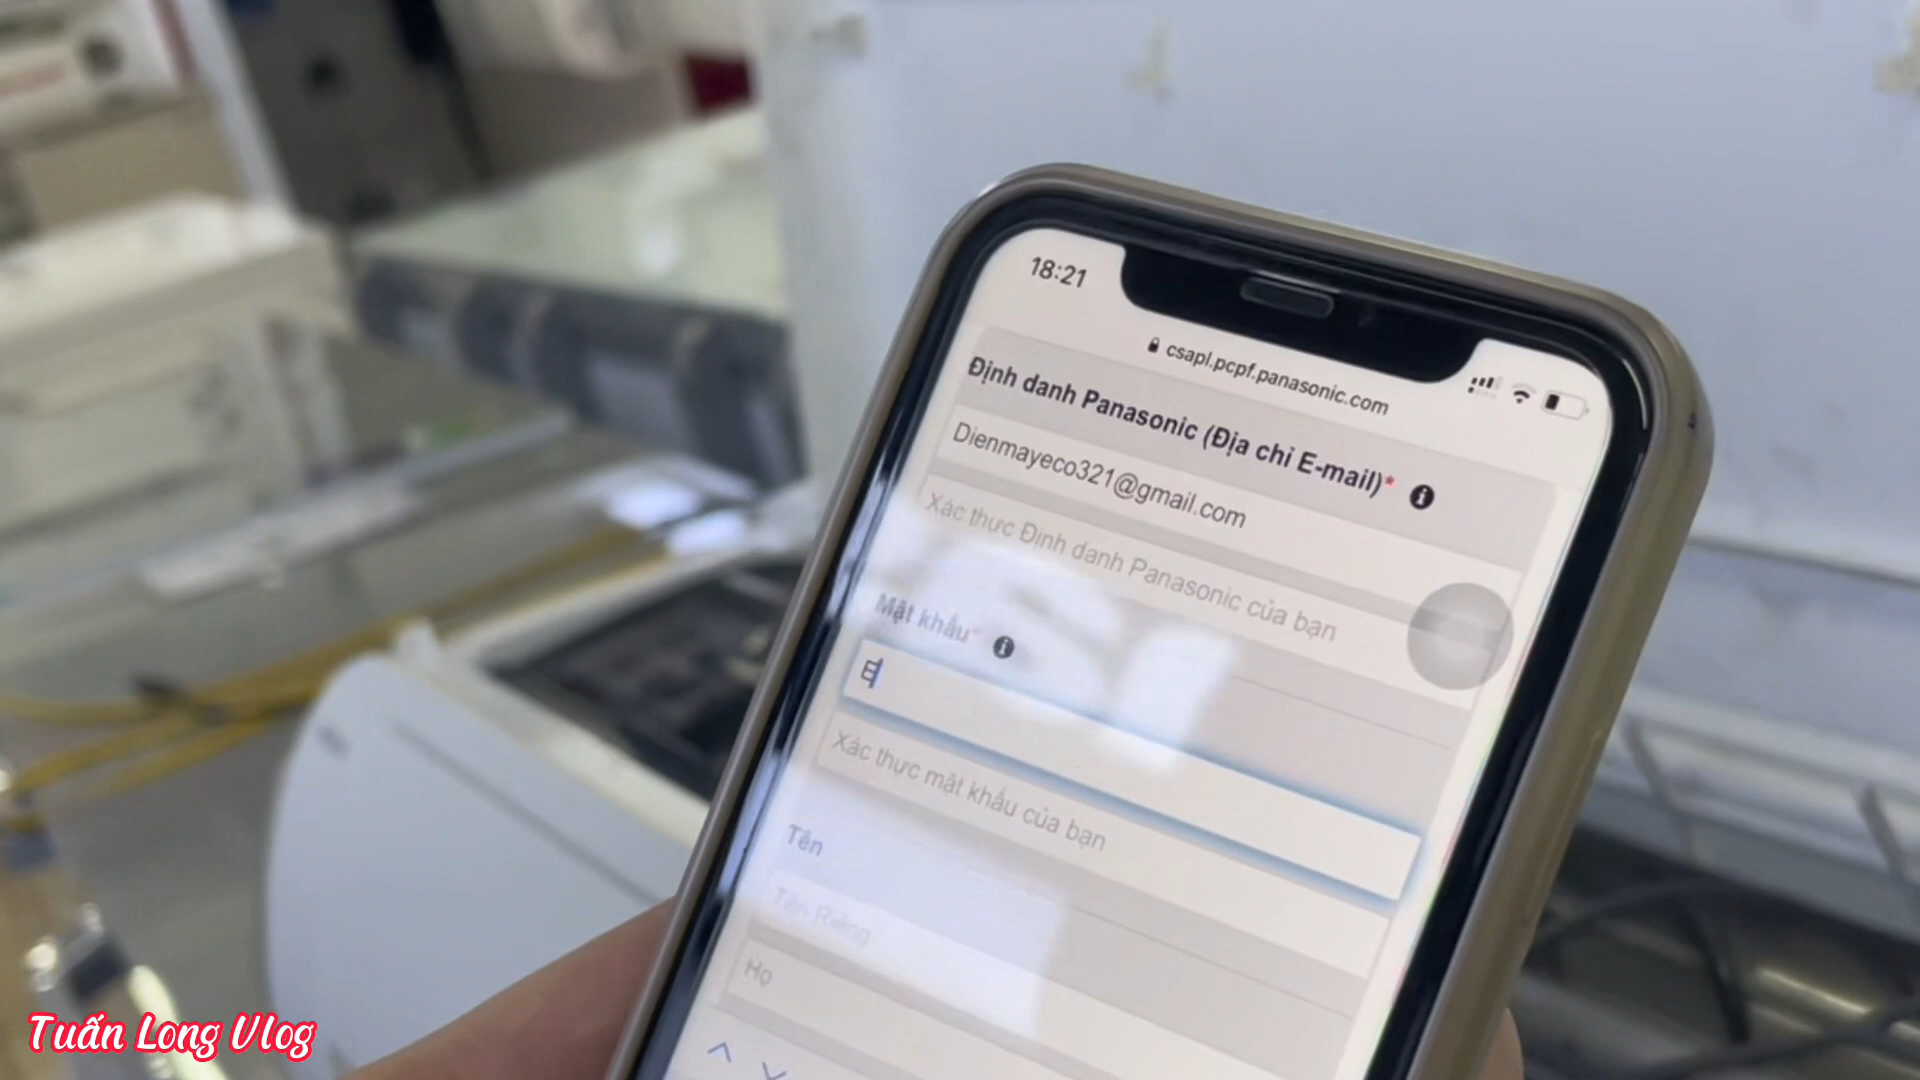 18:21
csapl.pcpf.panasonic.com
Định danh Panasonic (Địa chỉ E-mail)*
Dienmayeco321@gmail.com
Xác thực Định danh Panasonic của bạn
Mật khẩu*
E
Xác thực mật khẩu của bạn
Tên
Tên Riêng
Họ
Tuấn Long Vlog